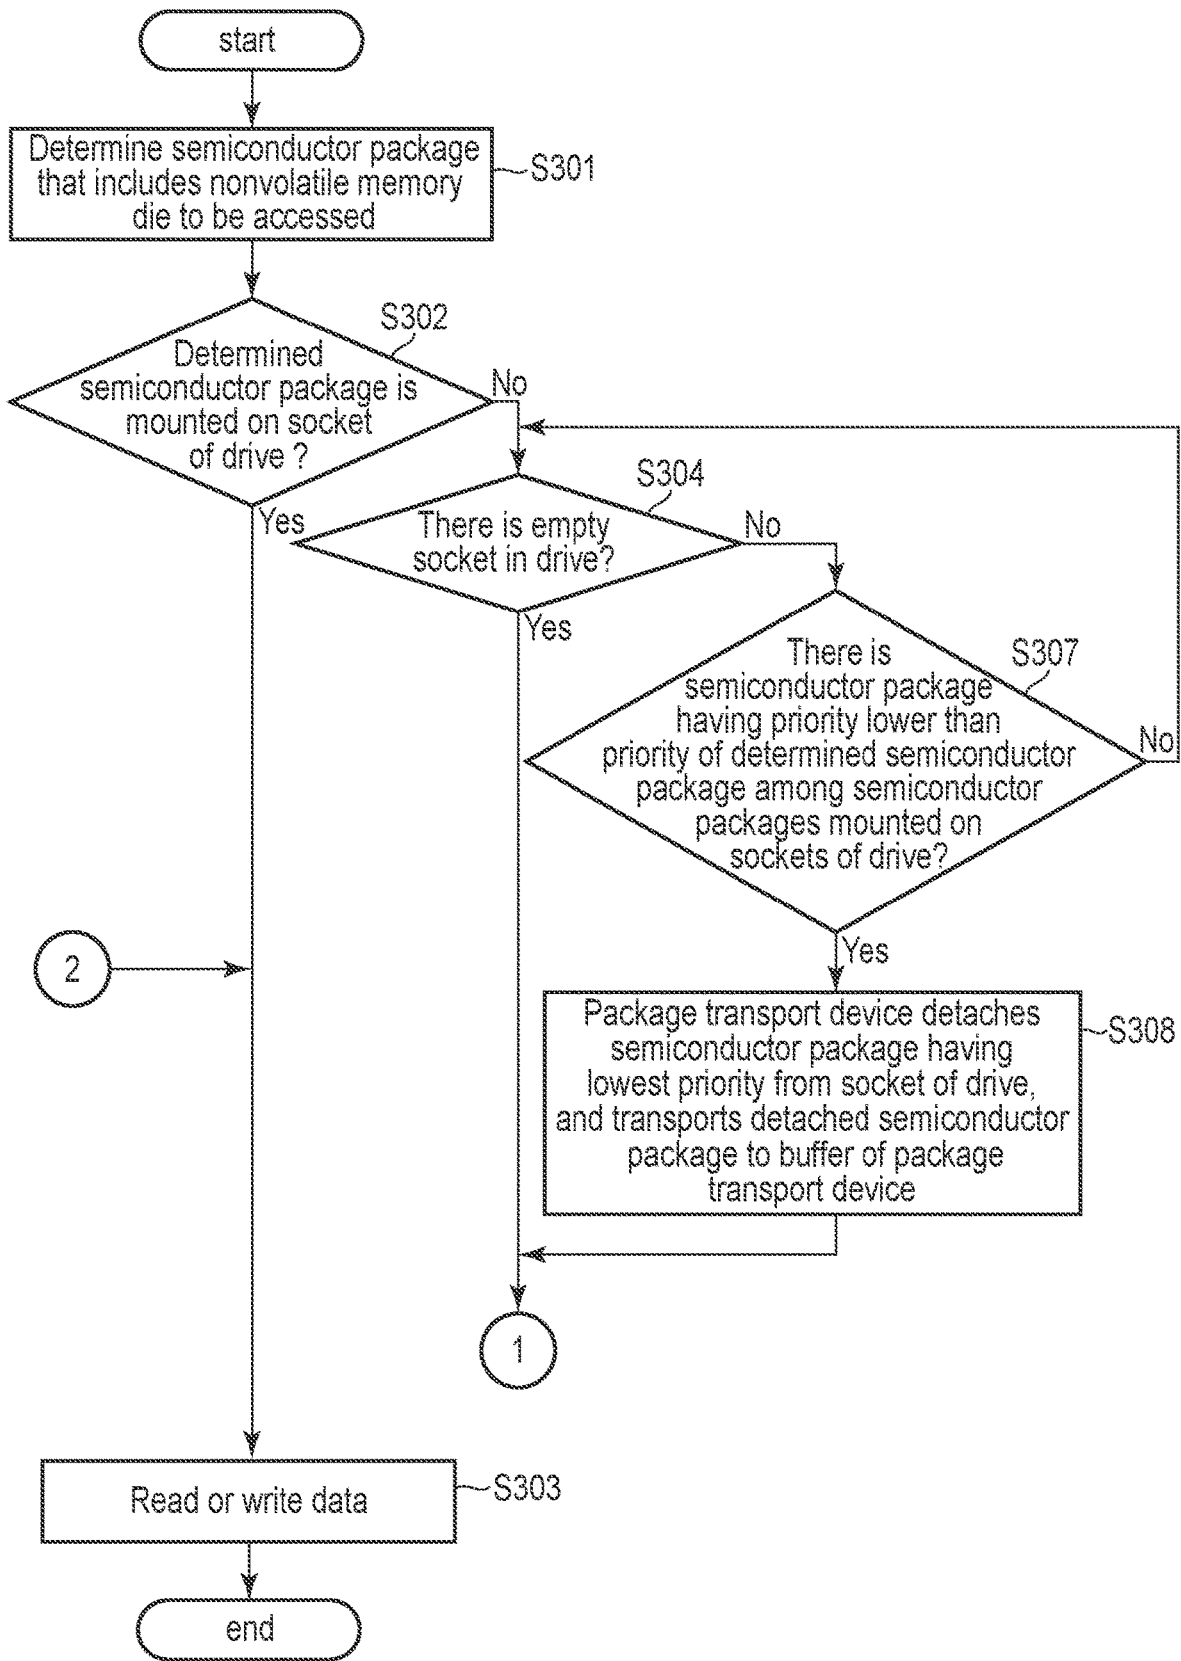 start
Determine semiconductor package
that includes nonvolatile memory
die to be accessed
S301
S302
Determined
semiconductor package is
mounted on socket
of drive ?
No
Yes
S304
There is empty
socket in drive?
No
Yes
S307
There is
semiconductor package
having priority lower than
priority of determined semiconductor
package among semiconductor
packages mounted on
sockets of drive?
No
Yes
2
Package transport device detaches
semiconductor package having
lowest priority from socket of drive,
and transports detached semiconductor
package to buffer of package
transport device
S308
1
Read or write data
S303
end